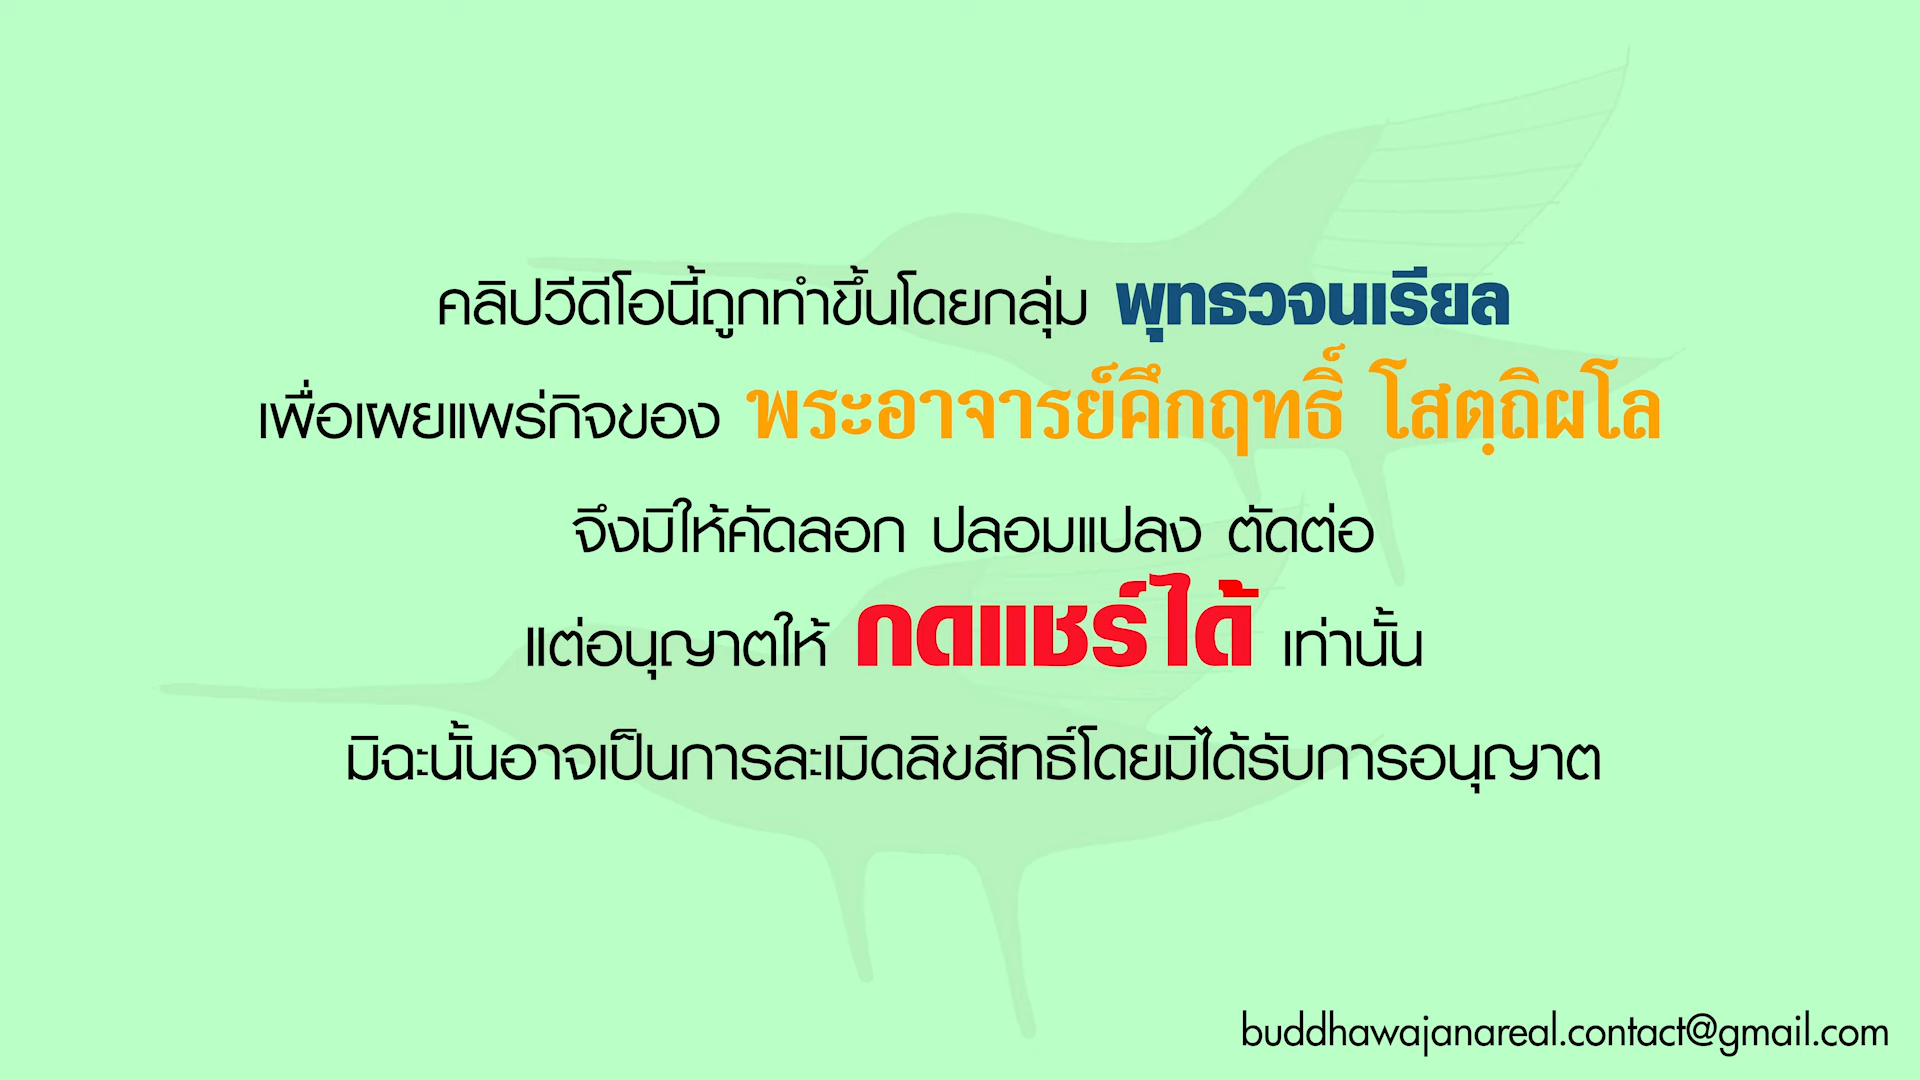 คลิปวีดีโอนี้ถูกทำขึ้นโดยกลุ่ม พุทธวจนเรียล
เพื่อเผยแพร่กิจของ พระอาจารย์คึกฤทธิ์ โสตฺถิผโล
จึงมิให้คัดลอก ปลอมแปลง ตัดต่อ
แต่อนุญาตให้ กดแชร์ได้ เท่านั้น
มิฉะนั้นอาจเป็นการละเมิดลิขสิทธิ์โดยมิได้รับการอนุญาต
buddhawajanareal.contact@gmail.com